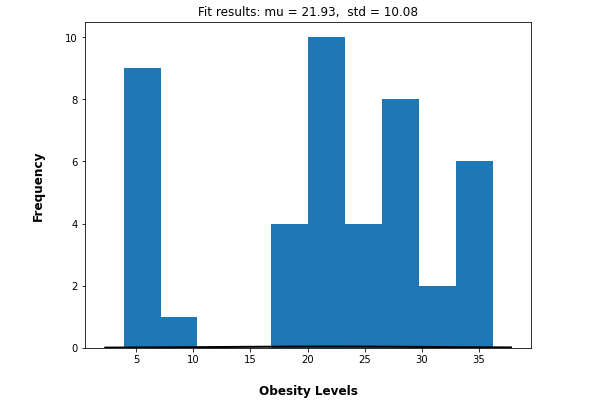 Fit results: mu = 21.93,  std = 10.08
10
8
6
4
2
0
Frequency
5 10 15 20 25 30 35
Obesity Levels